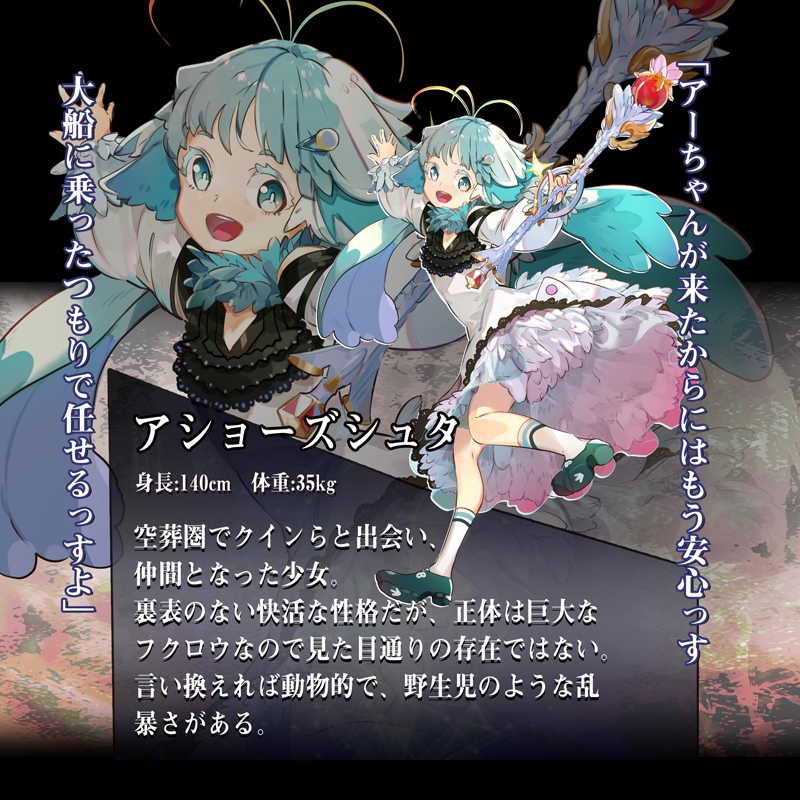 「アーちゃんが来たからにはもう安心っす
大船に乗ったつもりで任せるっすよ」
アショーズシュタ
身長:140cm 体重:35kg
空葬圏でクインらと出会い、
仲間となった少女。
裏表のない快活な性格だが、正体は巨大な
フクロウなので見た目通りの存在ではない。
言い換えれば動物的で、野生児のような乱
暴さがある。